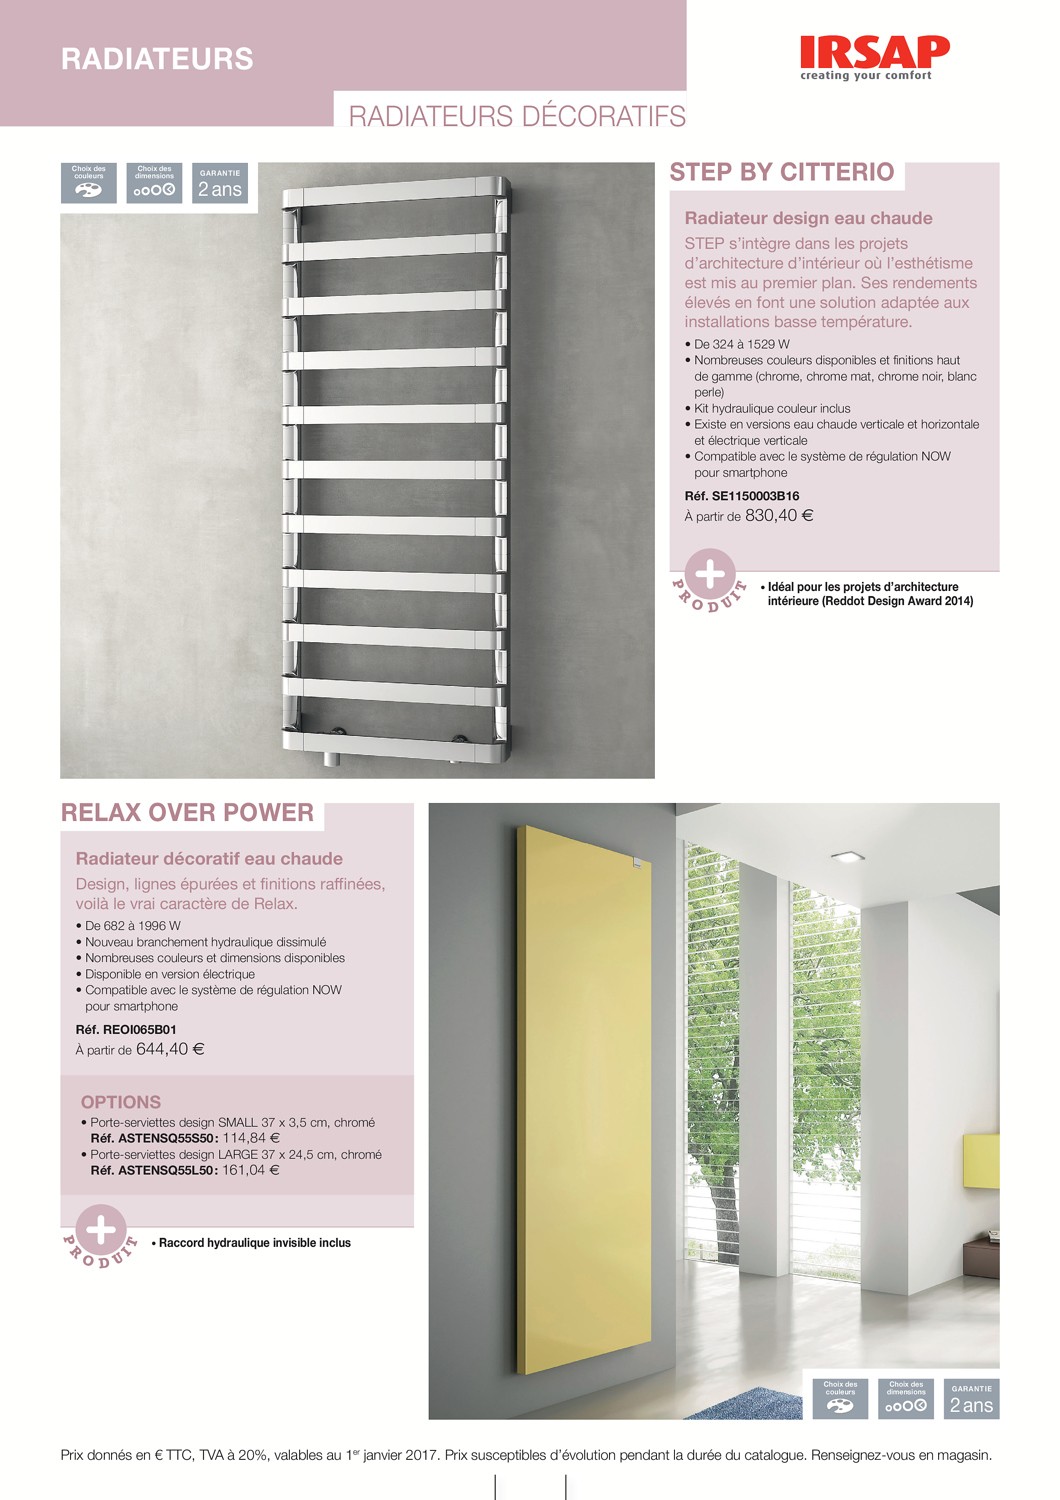 RADIATEURS
IRSAP
creating your comfort
RADIATEURS DÉCORATIFS
Choix des
couleurs
Choix des
dimensions
GARANTIE
2 ans
STEP BY CITTERIO
Radiateur design eau chaude
STEP s’intègre dans les projets
d’architecture d’intérieur où l’esthétisme
est mis au premier plan. Ses rendements
élevés en font une solution adaptée aux
installations basse température.
• De 324 à 1529 W
• Nombreuses couleurs disponibles et finitions haut
de gamme (chrome, chrome mat, chrome noir, blanc
perle)
• Kit hydraulique couleur inclus
• Existe en versions eau chaude verticale et horizontale
et électrique verticale
• Compatible avec le système de régulation NOW
pour smartphone
Réf. SE1150003B16
À partir de 830,40 €
PRODUIT
• Idéal pour les projets d’architecture
intérieure (Reddot Design Award 2014)
RELAX OVER POWER
Radiateur décoratif eau chaude
Design, lignes épurées et finitions raffinées,
voilà le vrai caractère de Relax.
• De 682 à 1996 W
• Nouveau branchement hydraulique dissimulé
• Nombreuses couleurs et dimensions disponibles
• Disponible en version électrique
• Compatible avec le système de régulation NOW
pour smartphone
Réf. REOI065B01
À partir de 644,40 €
OPTIONS
• Porte-serviettes design SMALL 37 x 3,5 cm, chromé
Réf. ASTENSQ55S50 : 114,84 €
• Porte-serviettes design LARGE 37 x 24,5 cm, chromé
Réf. ASTENSQ55L50 : 161,04 €
PRODUIT
• Raccord hydraulique invisible inclus
Choix des
couleurs
Choix des
dimensions
GARANTIE
2 ans
Prix donnés en € TTC, TVA à 20%, valables au 1er janvier 2017. Prix susceptibles d’évolution pendant la durée du catalogue. Renseignez-vous en magasin.